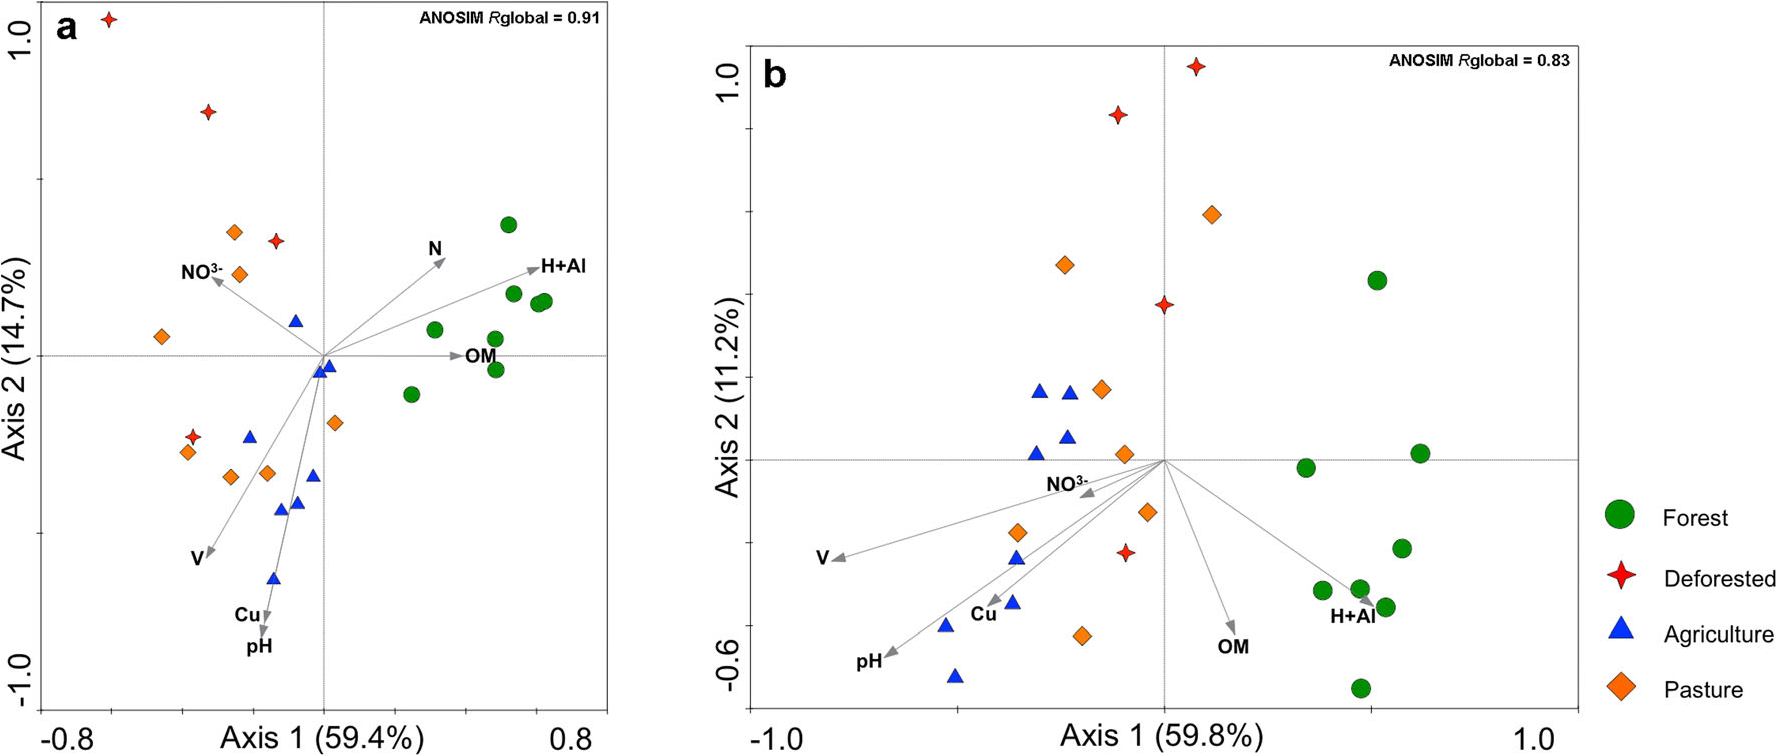 a
ANOSIM Rglobal = 0.91
1.0
Axis 2 (14.7%)
-1.0
N
H+Al
NO3-
OM
V
Cu
pH
-0.8
Axis 1 (59.4%)
0.8
b
ANOSIM Rglobal = 0.83
1.0
Axis 2 (11.2%)
-0.6
NO3-
V
Cu
H+Al
OM
pH
-1.0
Axis 1 (59.8%)
1.0
Forest
Deforested
Agriculture
Pasture